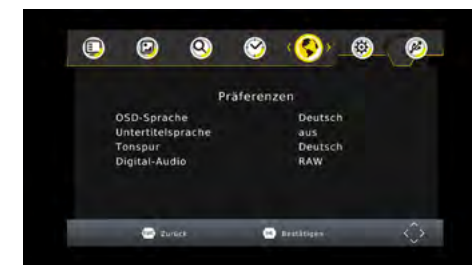 Präferenzen
OSD-Sprache Deutsch
Untertitelsprache aus
Tonspur Deutsch
Digital-Audio RAW
Zurück Bestätigen